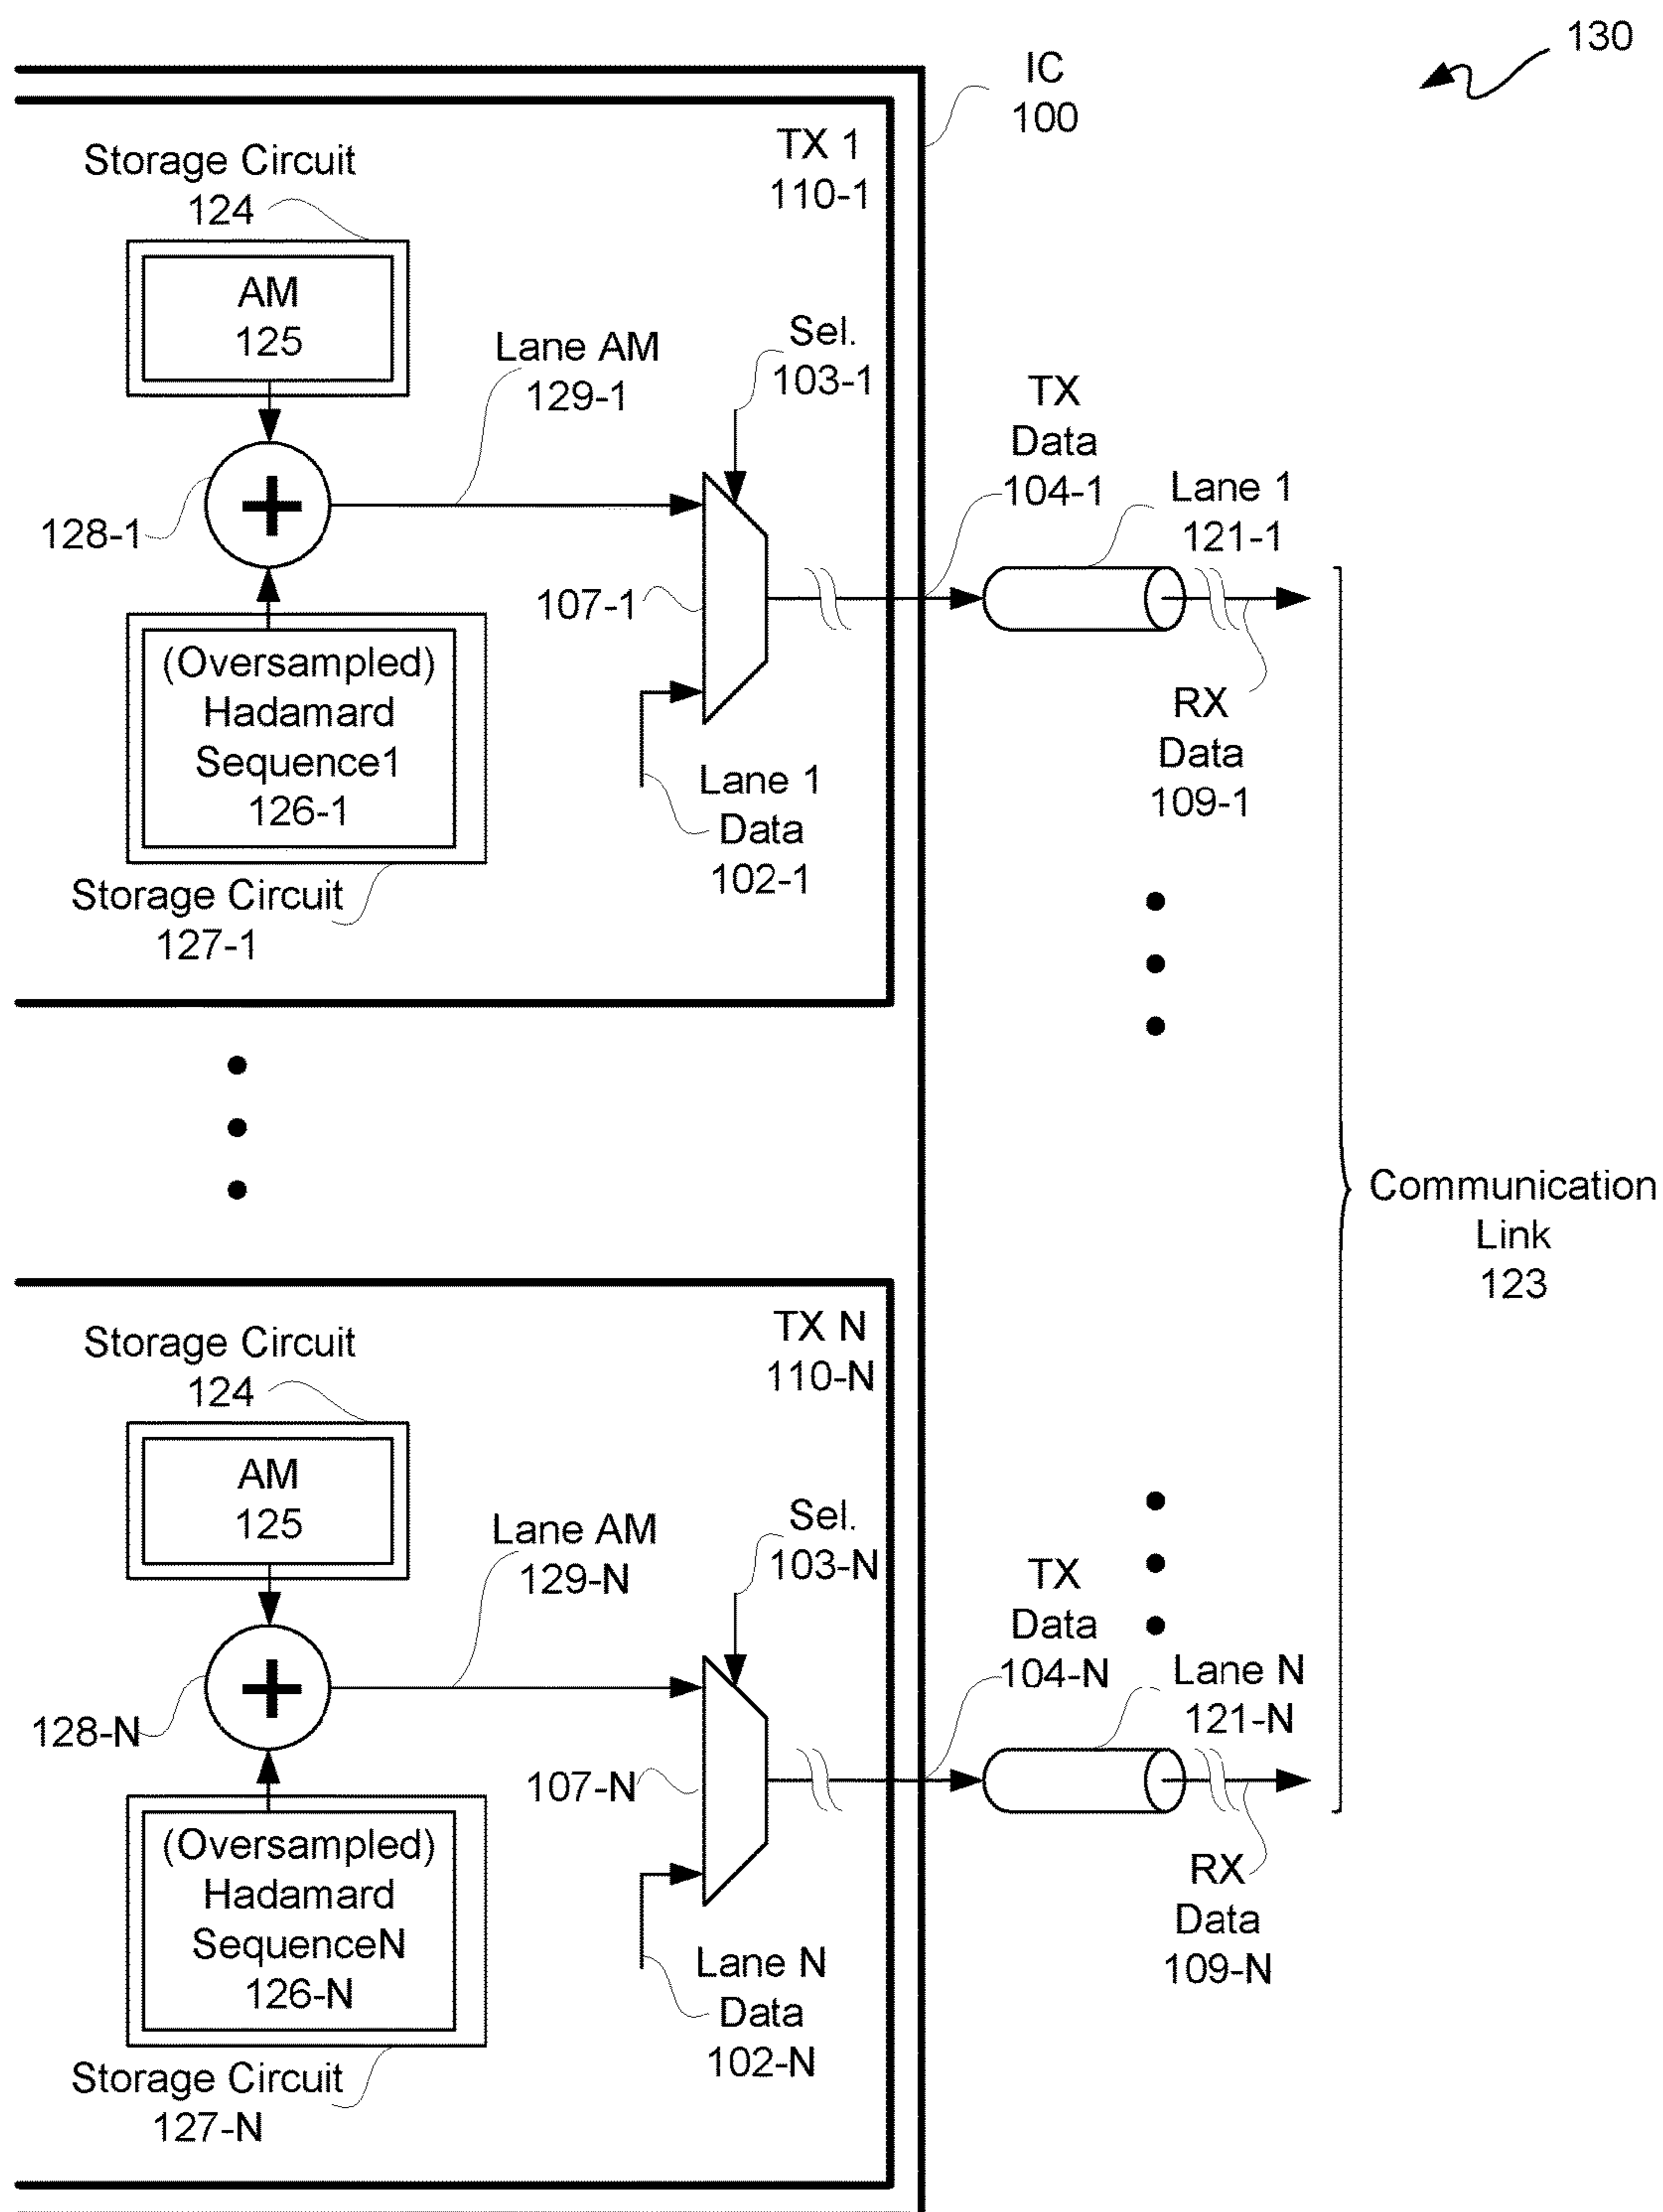 130
IC
100
TX 1
110-1
Storage Circuit
124
AM
125
Lane AM
129-1
Sel.
103-1
128-1
TX
Data
104-1
Lane 1
121-1
107-1
(Oversampled)
Hadamard
Sequence1
126-1
Storage Circuit
127-1
Lane 1
Data
102-1
RX
Data
109-1
Communication
Link
123
TX N
110-N
Storage Circuit
124
AM
125
Lane AM
129-N
Sel.
103-N
128-N
TX
Data
104-N
Lane N
121-N
107-N
(Oversampled)
Hadamard
SequenceN
126-N
Storage Circuit
127-N
Lane N
Data
102-N
RX
Data
109-N